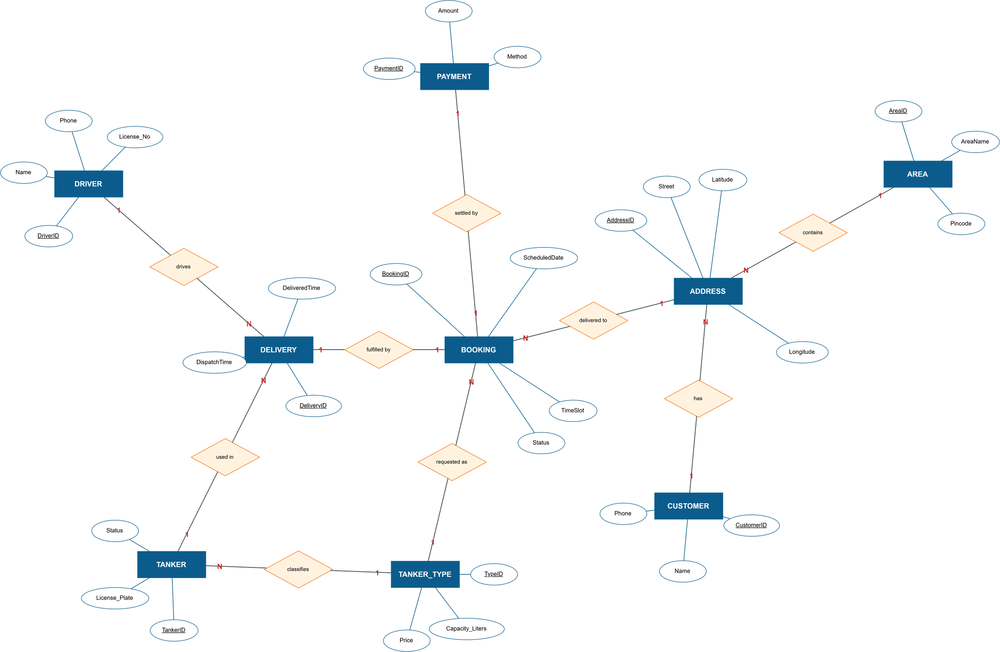 Amount
Method
PaymentID
PAYMENT
1
AreaID
AreaName
AREA
1
Pincode
Phone
License_No
Name
DRIVER
1
DriverID
settled by
Street
Latitude
AddressID
contains
N
ADDRESS
drives
DeliveredTime
BookingID
ScheduledDate
1
1
N
delivered to
N
N
DELIVERY
1
fulfilled by
1
BOOKING
Longitude
DispatchTime
N
N
DeliveryID
TimeSlot
has
Status
used in
requested as
1
CUSTOMER
Phone
CustomerID
Name
Status
1
1
TANKER
N
classifies
1
TANKER_TYPE
TypeID
License_Plate
TankerID
Capacity_Liters
Price